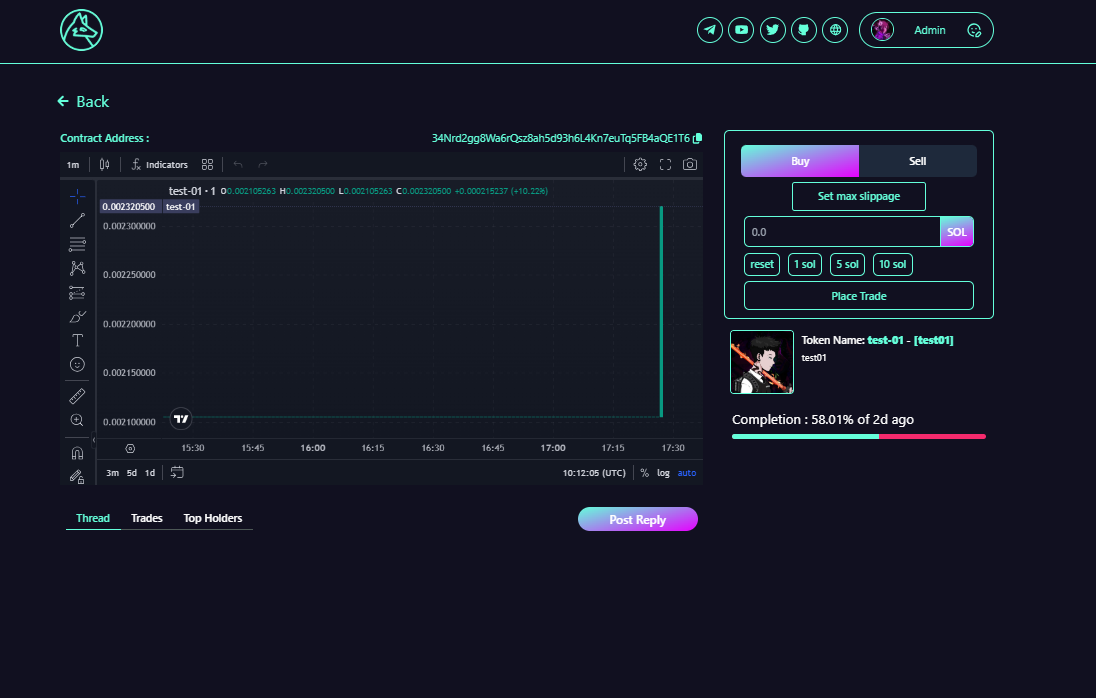 Admin
Back
Contract Address : 34Nrd2gg8Wa6rQsz8ah5d93h6L4Kn7euTq5FB4aQE1T6
1m Indicators
test-01 · 1 O0.002105263 H0.002320500 L0.002105263 C0.002320500 +0.000215237 (+10.22%)
0.002320500 test-01
0.002300000
0.002250000
0.002200000
0.002150000
0.002100000
15:30 15:45 16:00 16:15 16:30 16:45 17:00 17:15 17:30
3m 5d 1d 10:12:05 (UTC) % log auto
Thread Trades Top Holders Post Reply
Buy Sell
Set max slippage
0.0 SOL
reset 1 sol 5 sol 10 sol
Place Trade
Token Name: test-01 - [test01]
test01
Completion : 58.01% of 2d ago